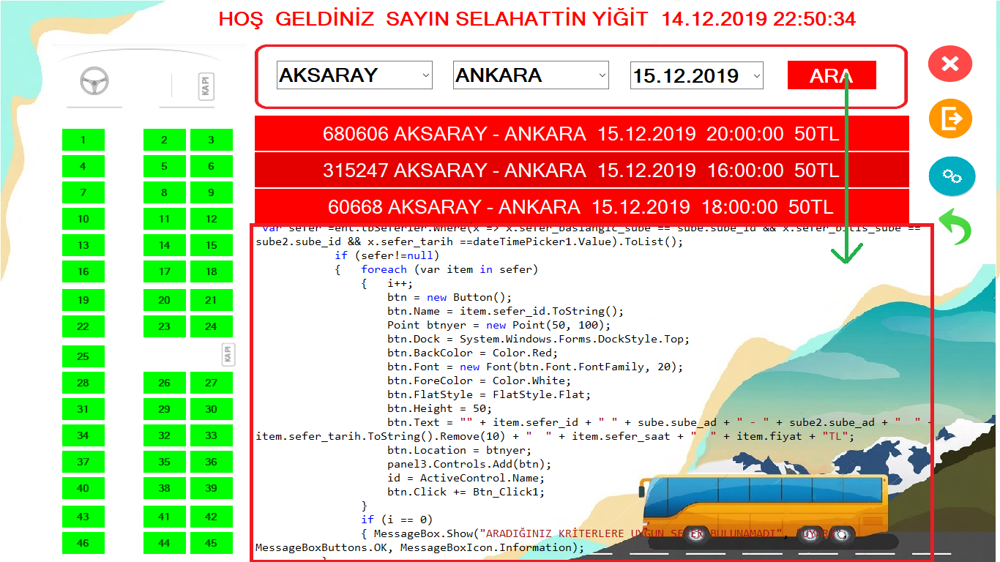 HOŞ GELDİNİZ SAYIN SELAHATTİN YİĞİT 14.12.2019 22:50:34
AKSARAY ANKARA 15.12.2019 ARA
KAPI
680606 AKSARAY - ANKARA 15.12.2019 20:00:00 50TL
315247 AKSARAY - ANKARA 15.12.2019 16:00:00 50TL
60668 AKSARAY - ANKARA 15.12.2019 18:00:00 50TL
1 2 3
4 5 6
7 8 9
10 11 12
13 14 15
16 17 18
19 20 21
22 23 24
25 KAPI
28 26 27
31 29 30
34 32 33
37 35 36
40 38 39
43 41 42
46 44 45
var sefer =ent.tbSeferler.Where(x => x.sefer_baslangic_sube == sube.sube_id && x.sefer_bitis_sube ==
sube2.sube_id && x.sefer_tarih ==dateTimePicker1.Value).ToList();
if (sefer!=null)
{ foreach (var item in sefer)
{ i++;
btn = new Button();
btn.Name = item.sefer_id.ToString();
Point btnyer = new Point(50, 100);
btn.Dock = System.Windows.Forms.DockStyle.Top;
btn.BackColor = Color.Red;
btn.Font = new Font(btn.Font.FontFamily, 20);
btn.ForeColor = Color.White;
btn.FlatStyle = FlatStyle.Flat;
btn.Height = 50;
btn.Text = "" + item.sefer_id + " " + sube.sube_ad + " - " + sube2.sube_ad + "  " +
item.sefer_tarih.ToString().Remove(10) + "  " + item.sefer_saat + "  " + item.fiyat + "TL";
btn.Location = btnyer;
panel3.Controls.Add(btn);
id = ActiveControl.Name;
btn.Click += Btn_Click1;
}
if (i == 0)
{ MessageBox.Show("ARADIĞINIZ KRİTERLERE UYGUN SEFER BULUNAMADI", "UYARI",
MessageBoxButtons.OK, MessageBoxIcon.Information);
}